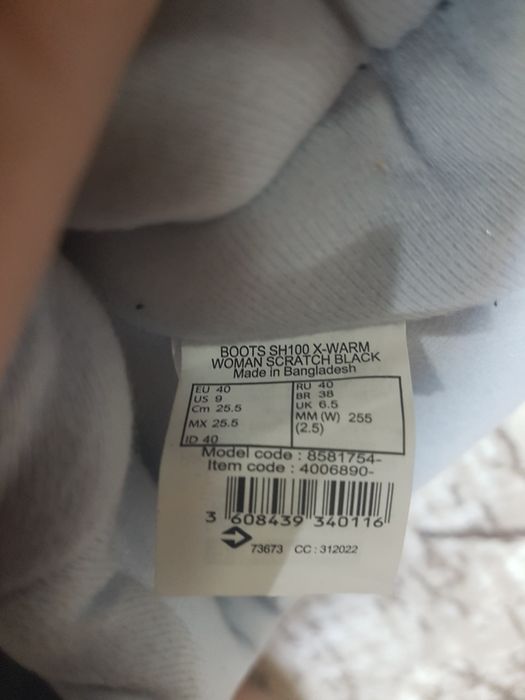 BOOTS SH100 X-WARM
WOMAN SCRATCH BLACK
Made in Bangladesh
EU 40
US 9
Cm 25.5
MX 25.5
ID 40
RU 40
BR 38
UK 6.5
MM (W) 255
(2.5)
Model code : 8581754-
Item code : 4006890-
3 608439 340116
73673 CC : 312022